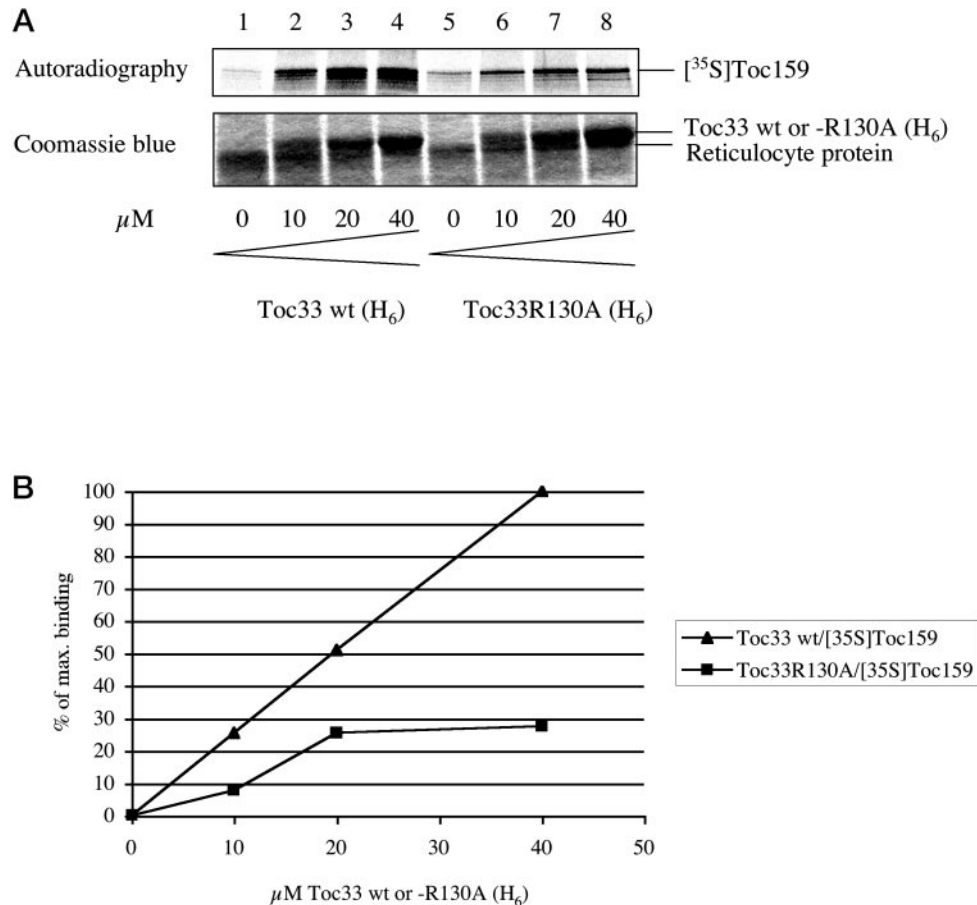 A
1 2 3 4 5 6 7 8
Autoradiography
[³⁵S]Toc159
Coomassie blue
Toc33 wt or -R130A (H₆)
Reticulocyte protein
µM 0 10 20 40 0 10 20 40
Toc33 wt (H₆) Toc33R130A (H₆)
B
% of max. binding
100
90
80
70
60
50
40
30
20
10
0
0 10 20 30 40 50
µM Toc33 wt or -R130A (H₆)
Toc33 wt/[35S]Toc159
Toc33R130A/[35S]Toc159